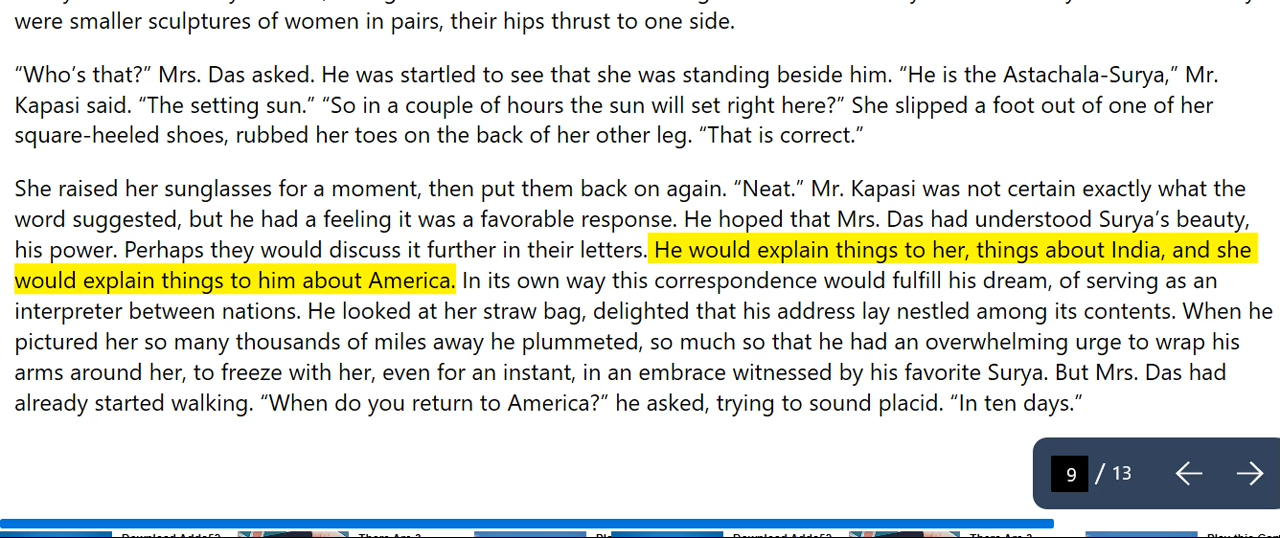 were smaller sculptures of women in pairs, their hips thrust to one side.
“Who’s that?” Mrs. Das asked. He was startled to see that she was standing beside him. “He is the Astachala-Surya,” Mr.
Kapasi said. “The setting sun.” “So in a couple of hours the sun will set right here?” She slipped a foot out of one of her
square-heeled shoes, rubbed her toes on the back of her other leg. “That is correct.”
She raised her sunglasses for a moment, then put them back on again. “Neat.” Mr. Kapasi was not certain exactly what the
word suggested, but he had a feeling it was a favorable response. He hoped that Mrs. Das had understood Surya’s beauty,
his power. Perhaps they would discuss it further in their letters. He would explain things to her, things about India, and she
would explain things to him about America. In its own way this correspondence would fulfill his dream, of serving as an
interpreter between nations. He looked at her straw bag, delighted that his address lay nestled among its contents. When he
pictured her so many thousands of miles away he plummeted, so much so that he had an overwhelming urge to wrap his
arms around her, to freeze with her, even for an instant, in an embrace witnessed by his favorite Surya. But Mrs. Das had
already started walking. “When do you return to America?” he asked, trying to sound placid. “In ten days.”
9 / 13